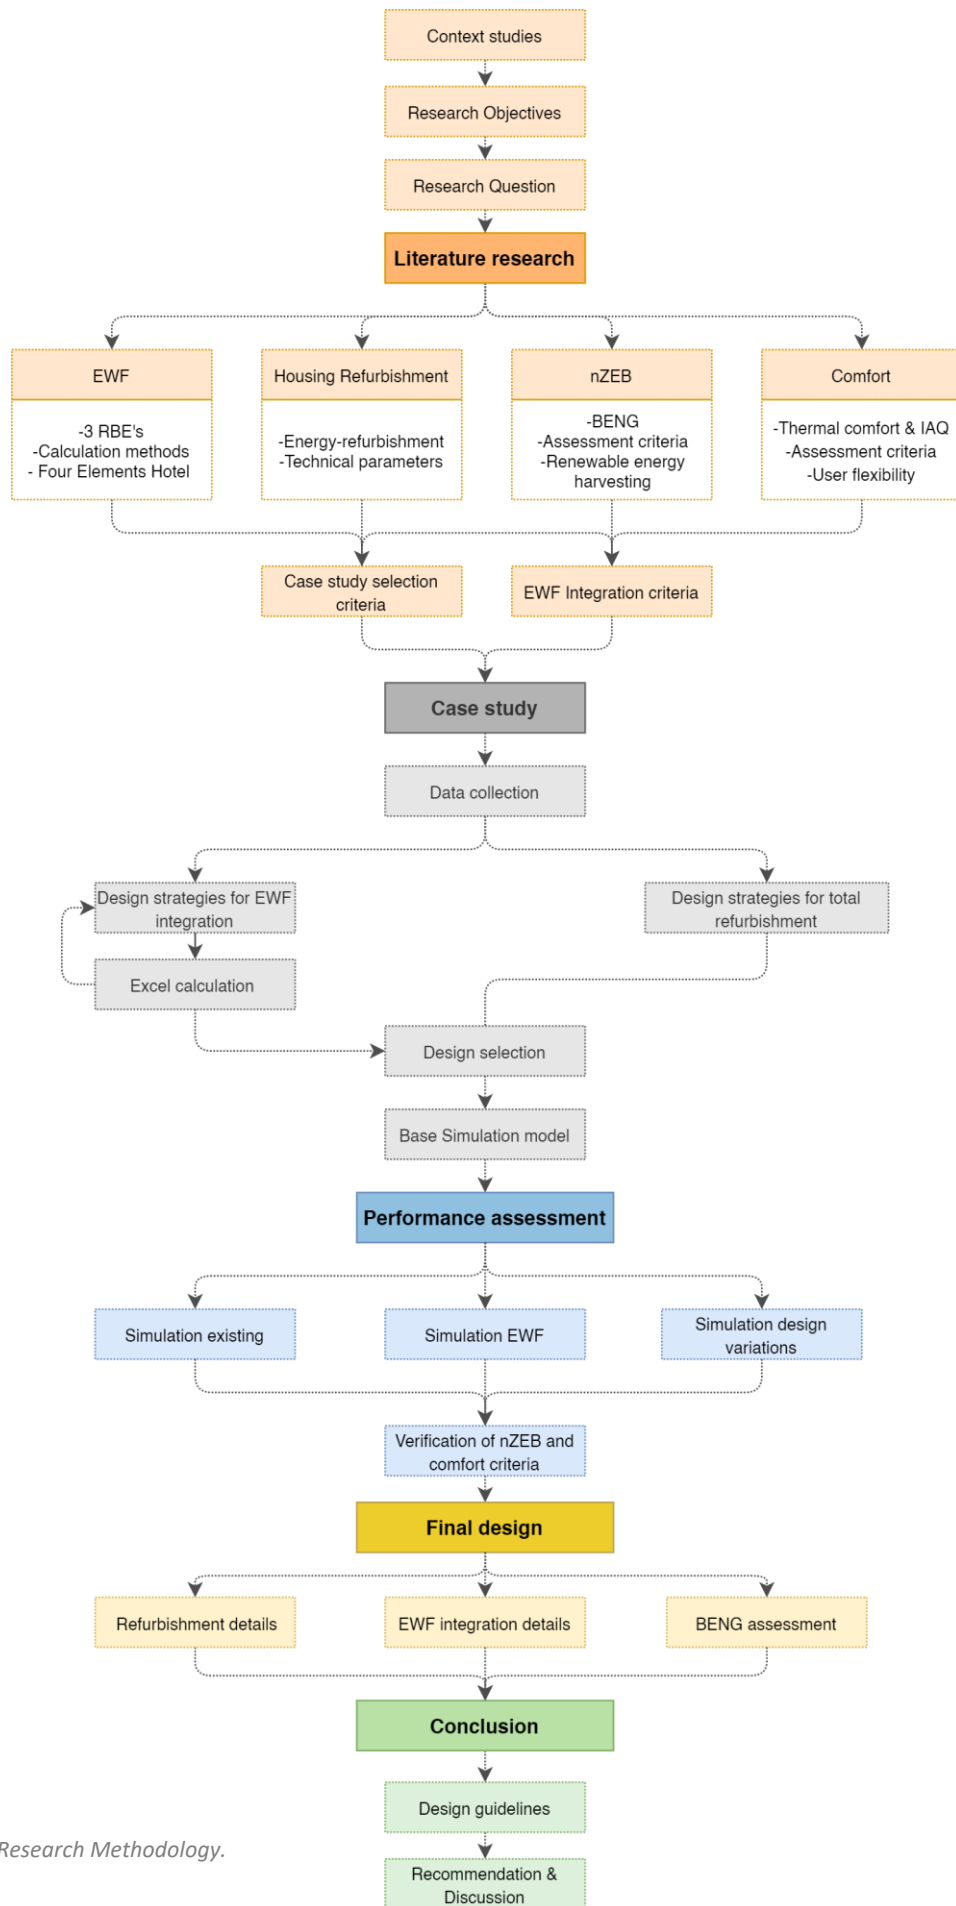 Context studies
Research Objectives
Research Question
Literature research
EWF
-3 RBE's
-Calculation methods
- Four Elements Hotel
Housing Refurbishment
-Energy-refurbishment
-Technical parameters
nZEB
-BENG
-Assessment criteria
-Renewable energy
harvesting
Comfort
-Thermal comfort & IAQ
-Assessment criteria
-User flexibility
Case study selection
criteria
EWF Integration criteria
Case study
Data collection
Design strategies for EWF
integration
Design strategies for total
refurbishment
Excel calculation
Design selection
Base Simulation model
Performance assessment
Simulation existing
Simulation EWF
Simulation design
variations
Verification of nZEB and
comfort criteria
Final design
Refurbishment details
EWF integration details
BENG assessment
Conclusion
Design guidelines
Research Methodology.
Recommendation &
Discussion